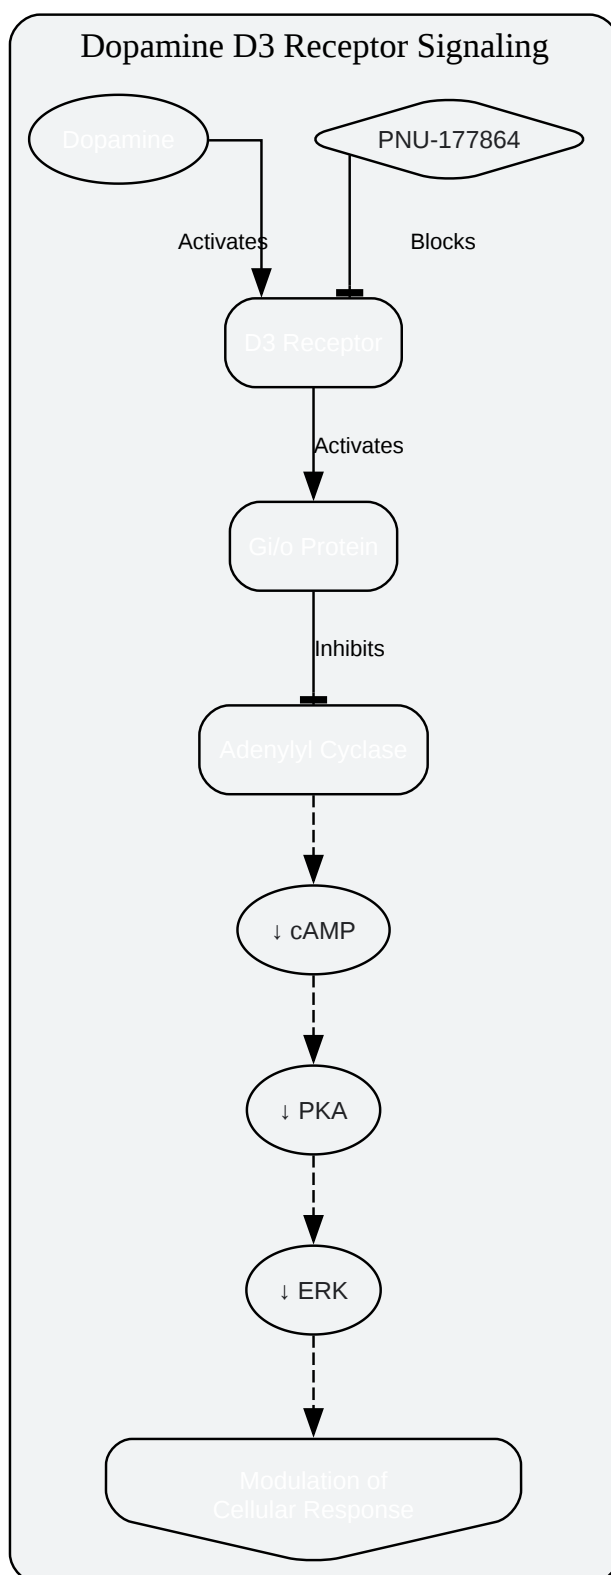 Dopamine D3 Receptor Signaling
Dopamine
PNU-177864
Activates
Blocks
D3 Receptor
Activates
Gi/o Protein
Inhibits
Adenylyl Cyclase
↓ cAMP
↓ PKA
↓ ERK
Modulation of
Cellular Response